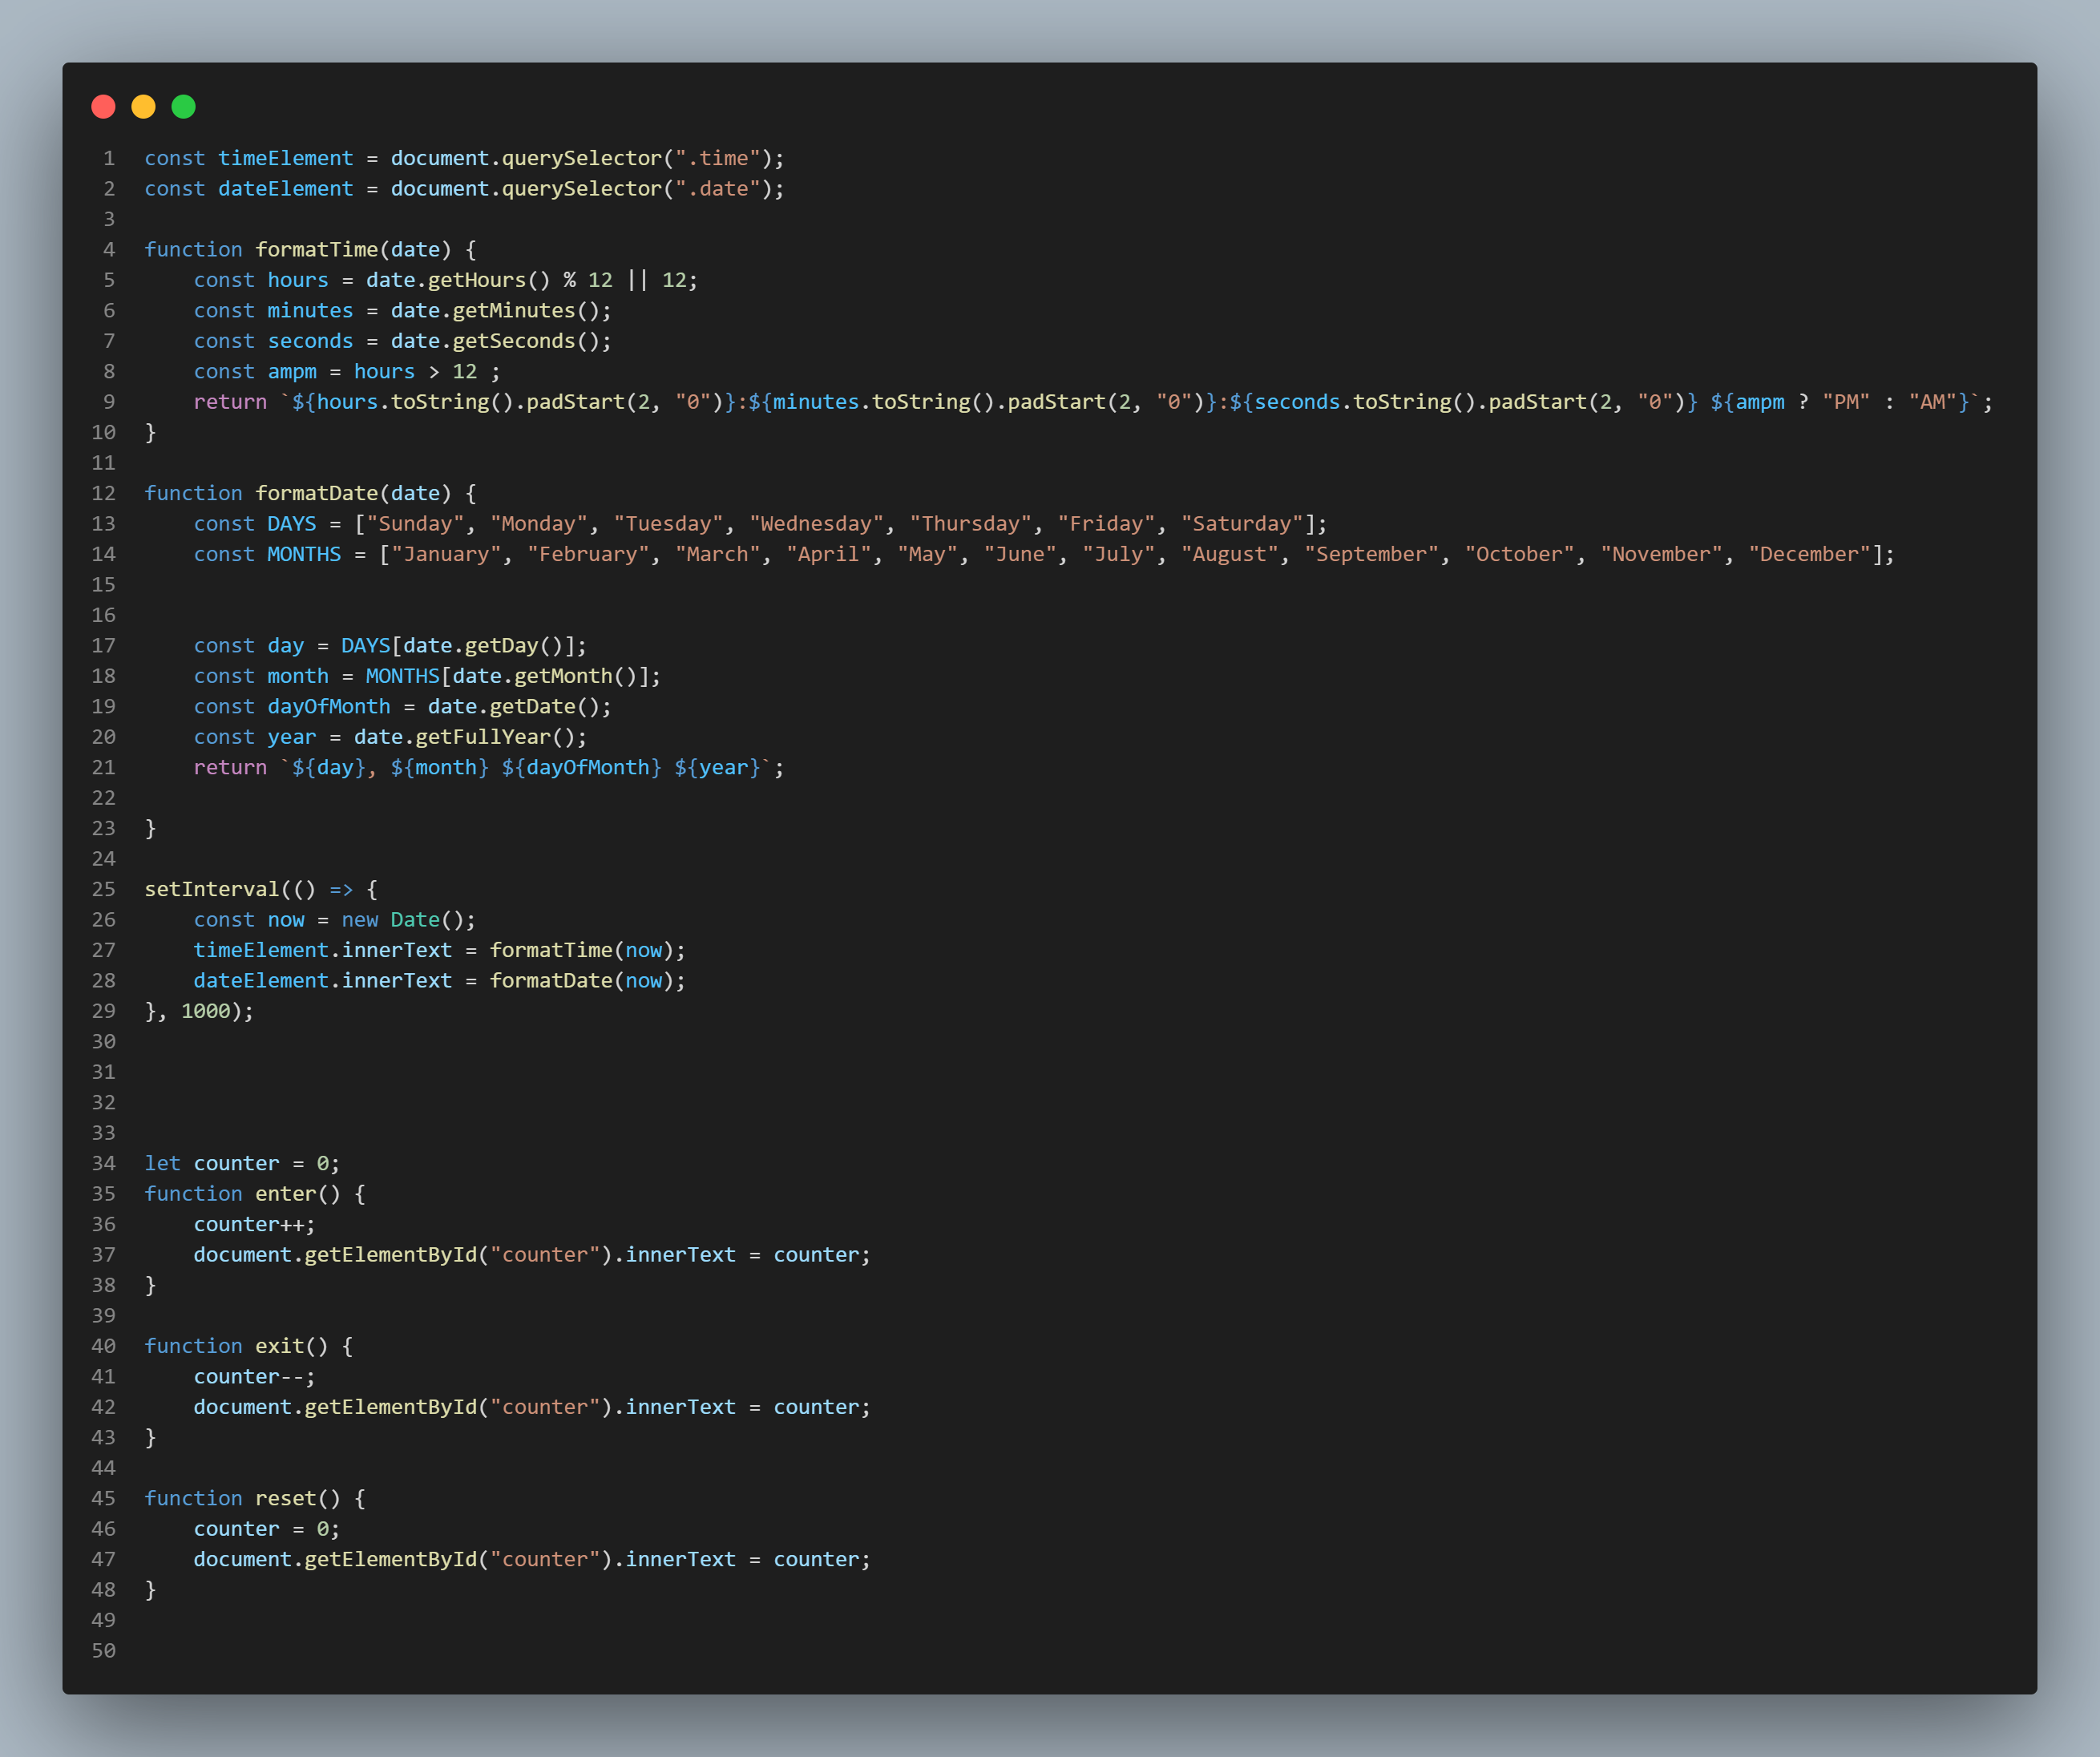 1 const timeElement = document.querySelector(".time");
2 const dateElement = document.querySelector(".date");
3
4 function formatTime(date) {
5     const hours = date.getHours() % 12 || 12;
6     const minutes = date.getMinutes();
7     const seconds = date.getSeconds();
8     const ampm = hours > 12 ;
9     return `${hours.toString().padStart(2, "0")}:${minutes.toString().padStart(2, "0")}:${seconds.toString().padStart(2, "0")} ${ampm ? "PM" : "AM"}`;
10 }
11
12 function formatDate(date) {
13     const DAYS = ["Sunday", "Monday", "Tuesday", "Wednesday", "Thursday", "Friday", "Saturday"];
14     const MONTHS = ["January", "February", "March", "April", "May", "June", "July", "August", "September", "October", "November", "December"];
15
16
17     const day = DAYS[date.getDay()];
18     const month = MONTHS[date.getMonth()];
19     const dayOfMonth = date.getDate();
20     const year = date.getFullYear();
21     return `${day}, ${month} ${dayOfMonth} ${year}`;
22
23 }
24
25 setInterval(() => {
26     const now = new Date();
27     timeElement.innerText = formatTime(now);
28     dateElement.innerText = formatDate(now);
29 }, 1000);
30
31
32
33
34 let counter = 0;
35 function enter() {
36     counter++;
37     document.getElementById("counter").innerText = counter;
38 }
39
40 function exit() {
41     counter--;
42     document.getElementById("counter").innerText = counter;
43 }
44
45 function reset() {
46     counter = 0;
47     document.getElementById("counter").innerText = counter;
48 }
49
50